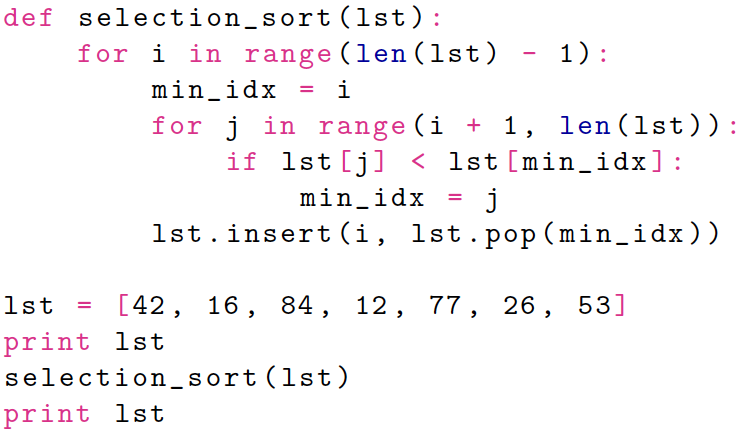 def selection_sort(lst):
    for i in range(len(lst) - 1):
        min_idx = i
        for j in range(i + 1, len(lst)):
            if lst[j] < lst[min_idx]:
                min_idx = j
        lst.insert(i, lst.pop(min_idx))

lst = [42, 16, 84, 12, 77, 26, 53]
print lst
selection_sort(lst)
print lst